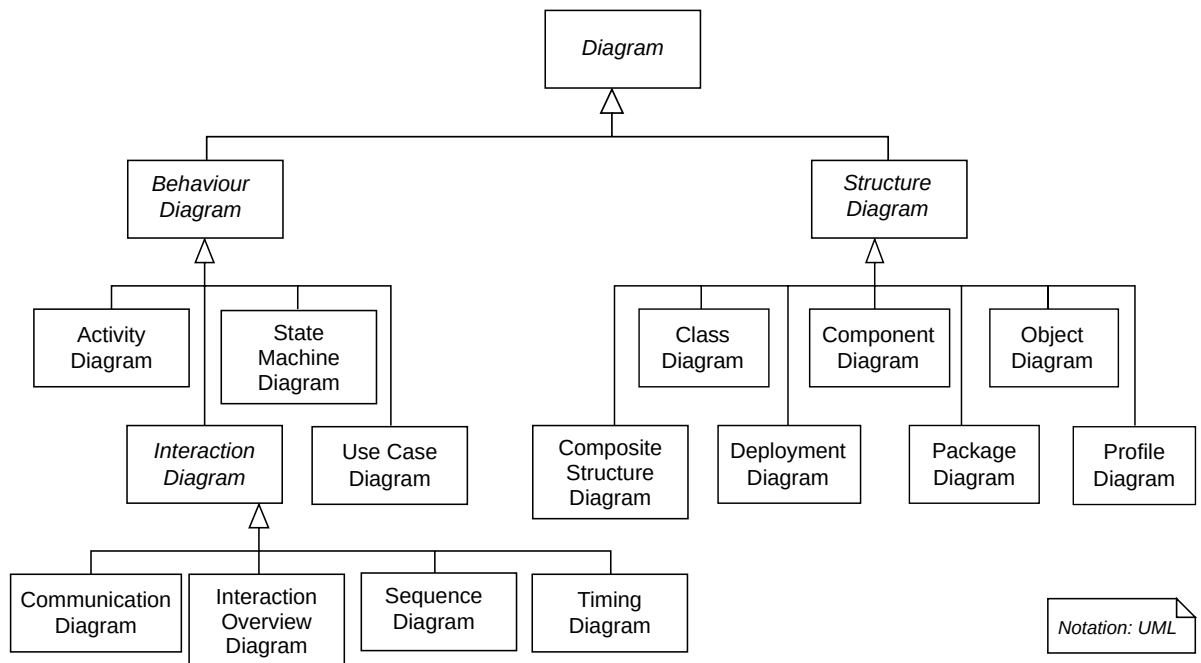 Diagram
Behaviour
Diagram
Structure
Diagram
Activity
Diagram
State
Machine
Diagram
Class
Diagram
Component
Diagram
Object
Diagram
Interaction
Diagram
Use Case
Diagram
Composite
Structure
Diagram
Deployment
Diagram
Package
Diagram
Profile
Diagram
Communication
Diagram
Interaction
Overview
Diagram
Sequence
Diagram
Timing
Diagram
Notation: UML